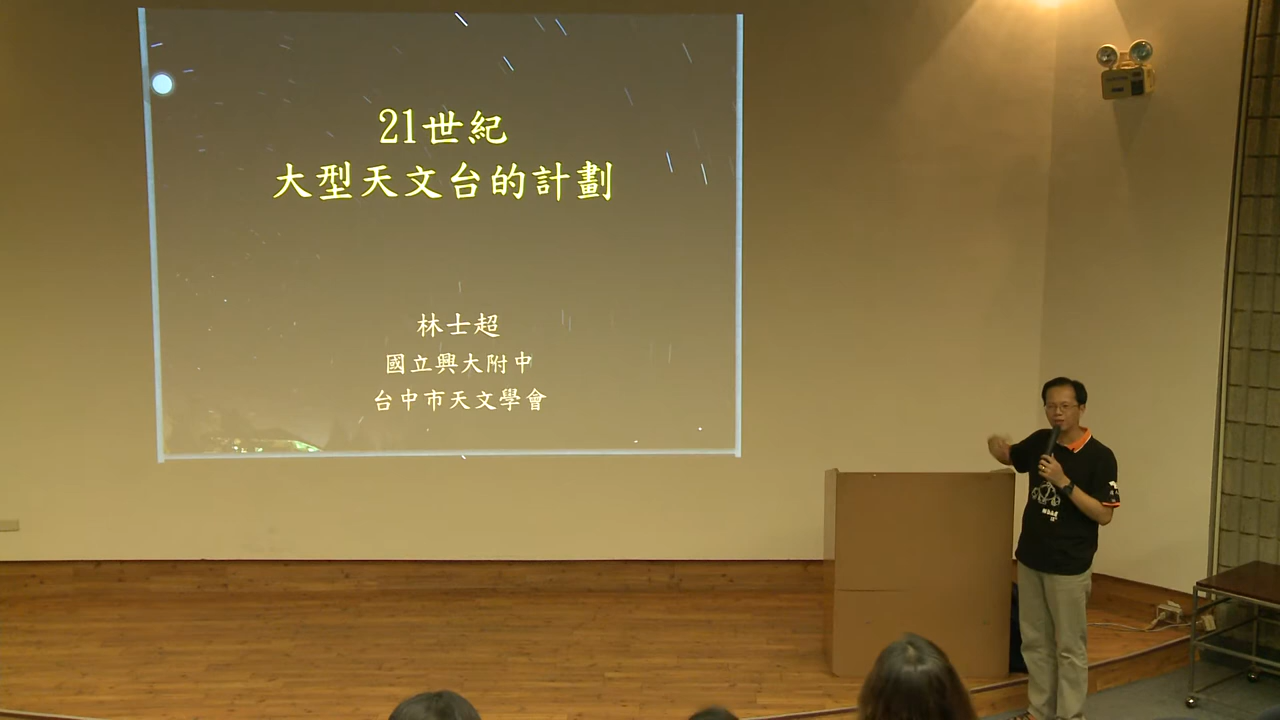 21世紀
大型天文台的計劃
林士超
國立興大附中
台中市天文學會